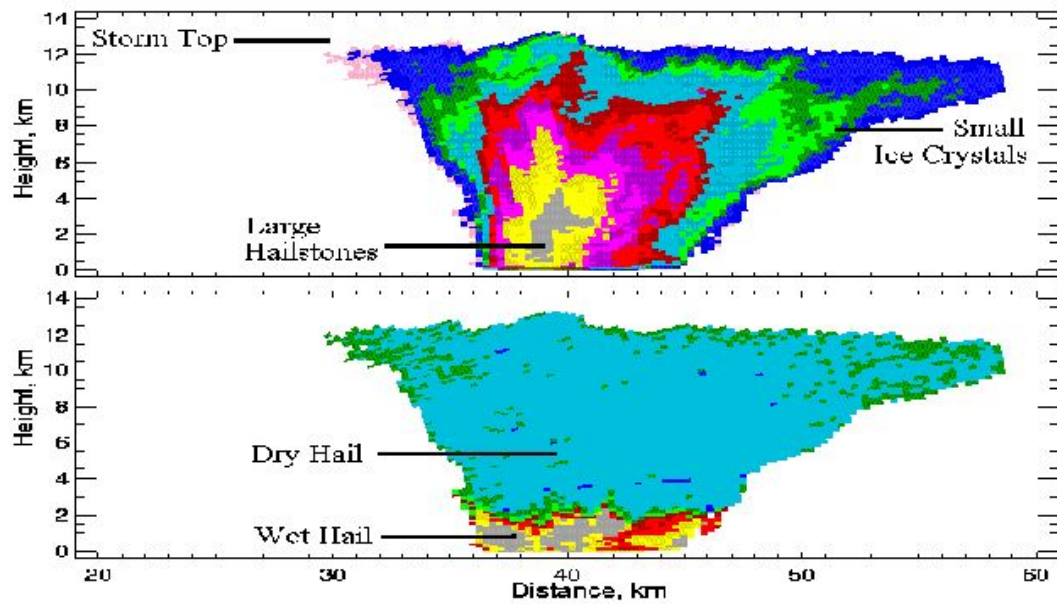 14
Storm Top
12
10
8
Small
Ice Crystals
6
4
Large
Hailstones
2
0
Height, km
14
12
10
8
6
Dry Hail
4
2
Wet Hail
0
Height, km
20
30
40
50
60
Distance, km